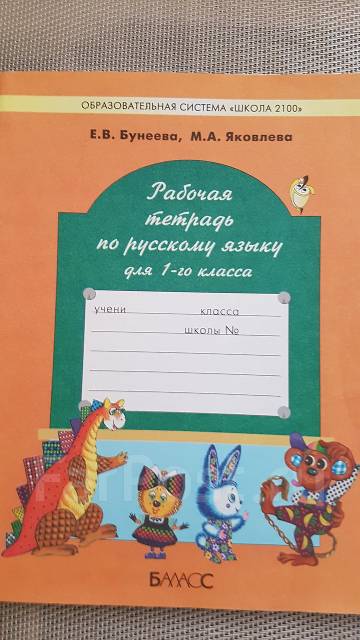 ОБРАЗОВАТЕЛЬНАЯ СИСТЕМА «ШКОЛА 2100»
Е.В. Бунеева, М.А. Яковлева
Рабочая
тетрадь
по русскому языку
для 1-го класса
учени класса
школы №
БАЛАСС